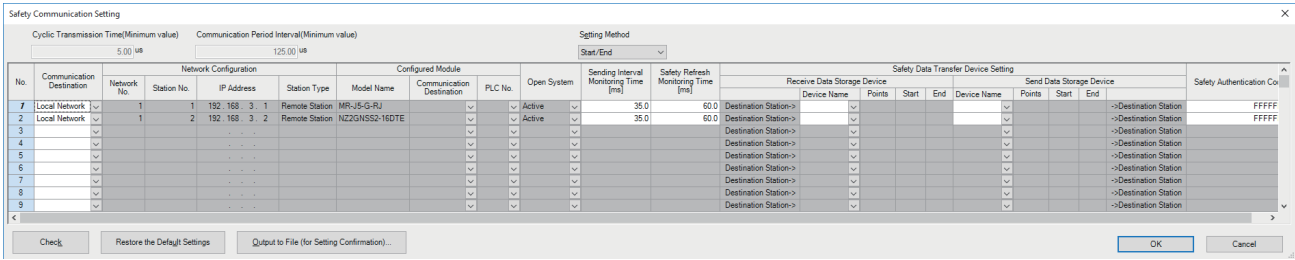 Safety Communication Setting
Cyclic Transmission Time(Minimum value) Communication Period Interval(Minimum value) Setting Method
5.00 us 125.00 us Start/End
No. Communication Destination Network Configuration Configured Module Open System Sending Interval Monitoring Time [ms] Safety Refresh Monitoring Time [ms] Safety Data Transfer Device Setting Safety Authentication Co
Network No. Station No. IP Address Station Type Model Name Communication Destination PLC No. Receive Data Storage Device Send Data Storage Device
Device Name Points Start End Device Name Points Start End
1 Local Network 1 1 192 . 168 . 3 . 1 Remote Station MR-J5-G-RJ Active 35.0 60.0 Destination Station-> ->Destination Station FFFFF
2 Local Network 1 2 192 . 168 . 3 . 2 Remote Station NZ2GNSS2-16DTE Active 35.0 60.0 Destination Station-> ->Destination Station FFFFF
3 . . . Destination Station-> ->Destination Station
4 . . . Destination Station-> ->Destination Station
5 . . . Destination Station-> ->Destination Station
6 . . . Destination Station-> ->Destination Station
7 . . . Destination Station-> ->Destination Station
8 . . . Destination Station-> ->Destination Station
9 . . . Destination Station-> ->Destination Station
Check Restore the Default Settings Output to File (for Setting Confirmation)... OK Cancel